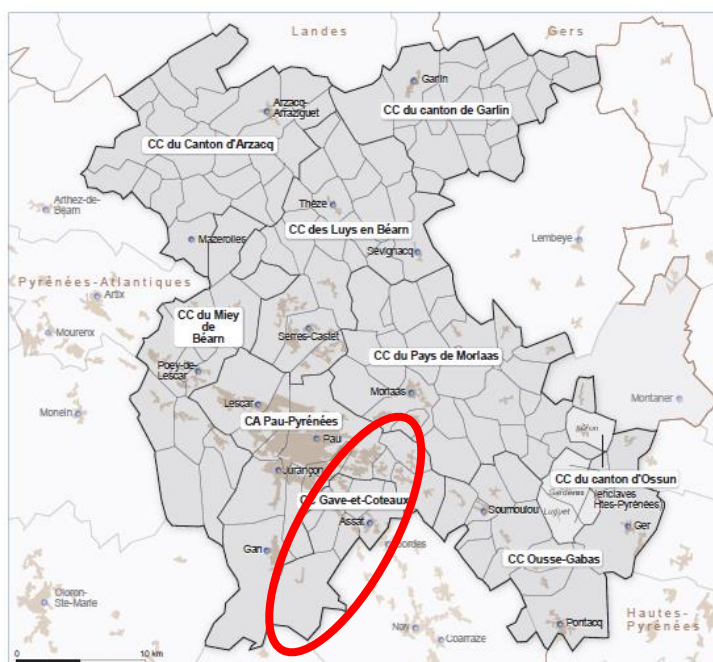 Landes
Gers
Garlin
Arzacq-
Arraziguet
CC du canton de Garlin
CC du Canton d'Arzacq
Arthez-de-
Béarn
Thèze
CC des Luys en Béarn
Mazerolles
Sévignacq
Lembeye
Pyrénées-Atlantiques
Artix
CC du Miey
de
Béarn
Mourenx
Serres-Castet
CC du Pays de Morlaas
Poey-de-
Lescar
Morlaas
Montaner
Lescar
Monein
CA Pau-Pyrénées
Pau
Jurançon
CC du canton d'Ossun
CC Gave-et-Coteaux
Gardères
enclaves
Htes-Pyrénées)
Luquet
Soumoulou
Assat
Ger
Gan
CC Ousse-Gabas
Oloron-
Ste-Marie
Hautes-
Pyrénées
Nay
Pontacq
Coarraze
0
10 km